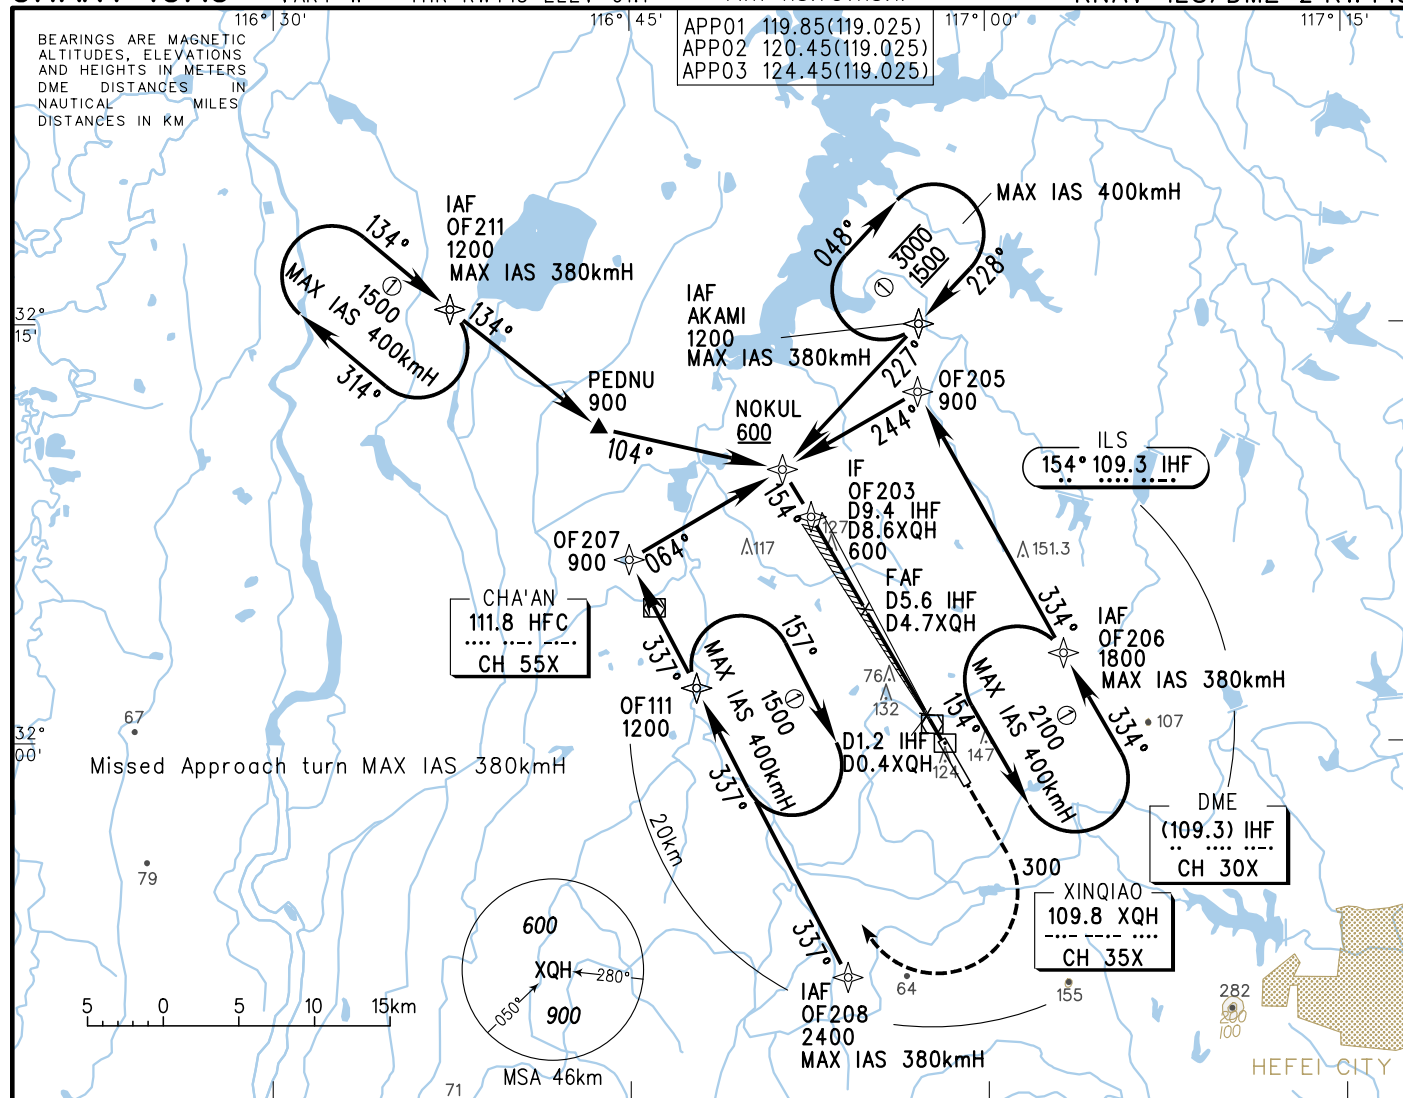 116° 30'
116° 45'
117° 00'
117° 15'
BEARINGS ARE MAGNETIC
ALTITUDES, ELEVATIONS
AND HEIGHTS IN METERS
DME DISTANCES IN
NAUTICAL MILES
DISTANCES IN KM
APP01 119.85(119.025)
APP02 120.45(119.025)
APP03 124.45(119.025)
MAX IAS 400kmH
048°
3000
1500
①
228°
IAF
OF211
1200
MAX IAS 380kmH
134°
①
1500
MAX IAS 400kmH
314°
134°
32°
15'
IAF
AKAMI
1200
MAX IAS 380kmH
227°
PEDNU
900
104°
NOKUL
600
OF205
900
244°
ILS
154° 109.3 IHF
154°
IF
OF203
D9.4 IHF
D8.6XQH
600
127
117
151.3
OF207
900
064°
FAF
D5.6 IHF
D4.7XQH
CHA'AN
111.8 HFC
CH 55X
337°
157°
MAX IAS 400kmH
1500
①
OF111
1200
337°
76
132
334°
IAF
OF206
1800
MAX IAS 380kmH
MAX IAS 400kmH
2100
①
334°
107
154°
147
124
D1.2 IHF
D0.4XQH
67
32°
00'
Missed Approach turn MAX IAS 380kmH
20km
79
DME
(109.3) IHF
CH 30X
300
XINQIAO
109.8 XQH
CH 35X
600
XQH
280°
050°
900
MSA 46km
337°
IAF
OF208
2400
MAX IAS 380kmH
64
155
282
200
100
5 0 5 10 15km
71
HEFEI CITY